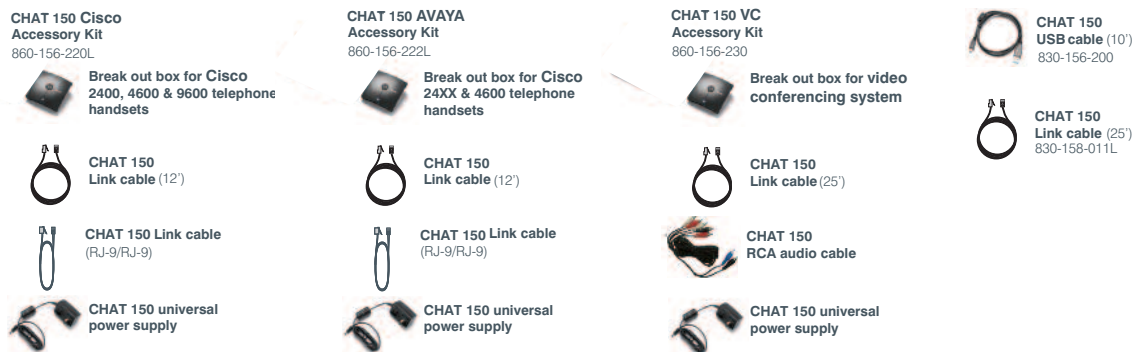 CHAT 150 Cisco
Accessory Kit
860-156-220L
Break out box for Cisco
2400, 4600 & 9600 telephone
handsets
CHAT 150
Link cable (12')
CHAT 150 Link cable
(RJ-9/RJ-9)
CHAT 150 universal
power supply
CHAT 150 AVAYA
Accessory Kit
860-156-222L
Break out box for Cisco
24XX & 4600 telephone
handsets
CHAT 150
Link cable (12')
CHAT 150 Link cable
(RJ-9/RJ-9)
CHAT 150 universal
power supply
CHAT 150 VC
Accessory Kit
860-156-230
Break out box for video
conferencing system
CHAT 150
Link cable (25')
CHAT 150
RCA audio cable
CHAT 150 universal
power supply
CHAT 150
USB cable (10')
830-156-200
CHAT 150
Link cable (25')
830-158-011L